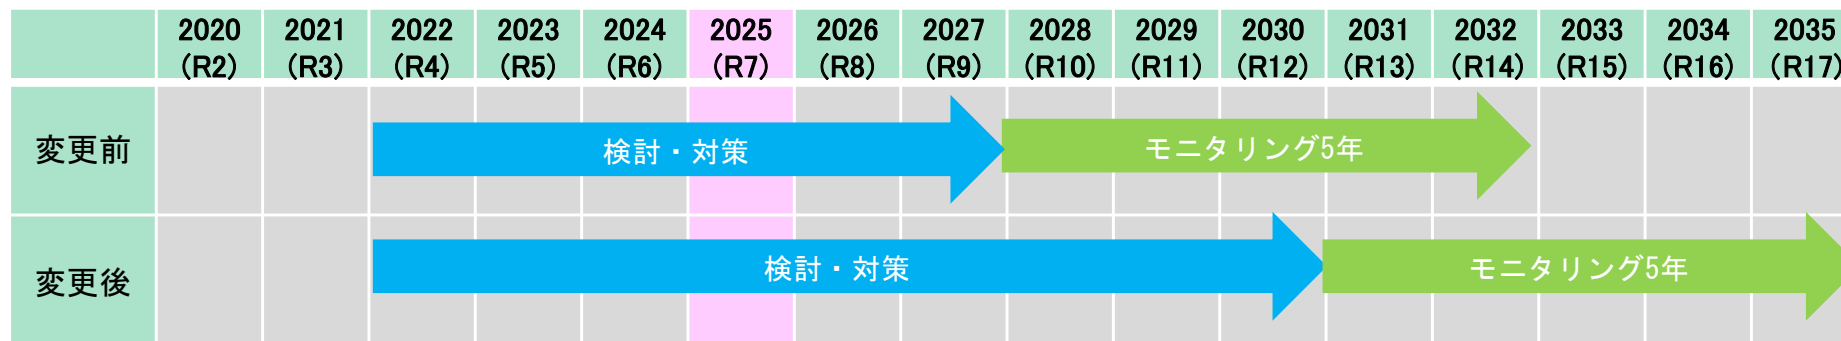 2020 2021 2022 2023 2024 2025 2026 2027 2028 2029 2030 2031 2032 2033 2034 2035
(R2) (R3) (R4) (R5) (R6) (R7) (R8) (R9) (R10) (R11) (R12) (R13) (R14) (R15) (R16) (R17)
変更前 検討・対策 モニタリング5年
変更後 検討・対策 モニタリング5年